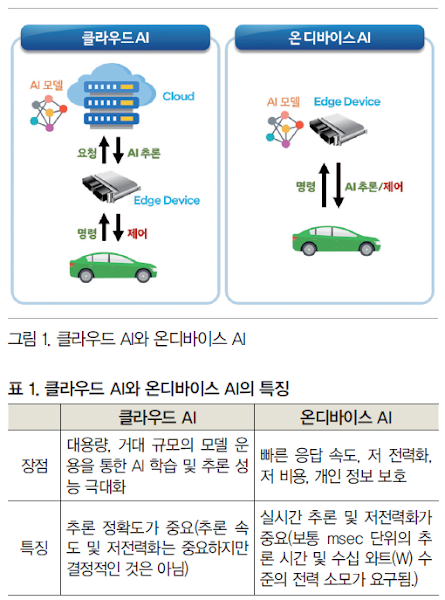 클라우드 AI
온디바이스 AI
AI 모델
Cloud
요청
AI 추론
Edge Device
명령
제어
AI 모델
Edge Device
명령
AI 추론/제어
그림 1. 클라우드 AI와 온디바이스 AI
표 1. 클라우드 AI와 온디바이스 AI의 특징
클라우드 AI
온디바이스 AI
장점
대용량, 거대 규모의 모델 운
용을 통한 AI 학습 및 추론 성
능 극대화
빠른 응답 속도, 저 전력화,
저 비용, 개인 정보 보호
특징
추론 정확도가 중요(추론 속
도 및 저전력화는 중요하지만
결정적인 것은 아님)
실시간 추론 및 저전력화가
중요(보통 msec 단위의 추
론 시간 및 수십 와트(W) 수
준의 전력 소모가 요구됨.)